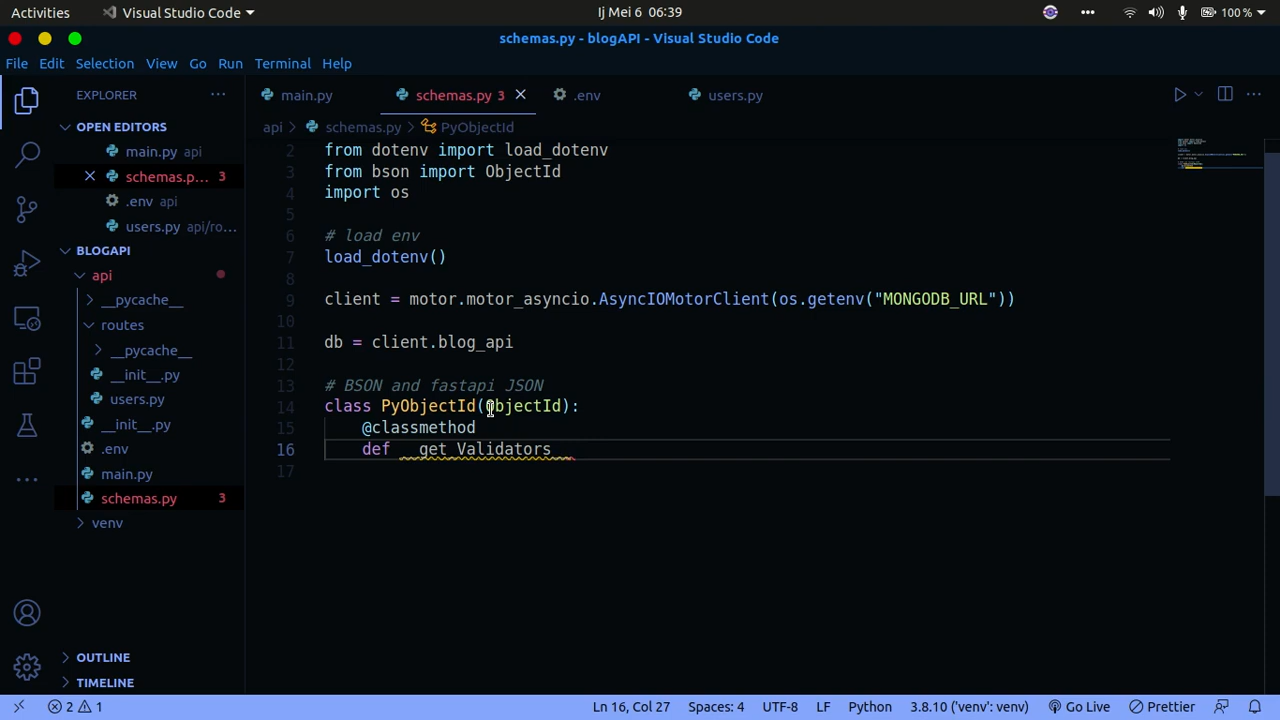 Activities
Visual Studio Code
Ij Mei 6 06:39
100 %
schemas.py - blogAPI - Visual Studio Code
File Edit Selection View Go Run Terminal Help
EXPLORER
main.py
schemas.py 3
.env
users.py
OPEN EDITORS
main.py api
schemas.p... 3
.env api
users.py api/ro...
BLOGAPI
api
__pycache__
routes
__pycache__
__init__.py
users.py
__init__.py
.env
main.py
schemas.py 3
venv
OUTLINE
TIMELINE
api
schemas.py
PyObjectId
2 from dotenv import load_dotenv
3 from bson import ObjectId
4 import os
5
6 # load env
7 load_dotenv()
8
9 client = motor.motor_asyncio.AsyncIOMotorClient(os.getenv("MONGODB_URL"))
10
11 db = client.blog_api
12
13 # BSON and fastapi JSON
14 class PyObjectId(ObjectId):
15 @classmethod
16 def __get_Validators__
17
2 1
Ln 16, Col 27
Spaces: 4
UTF-8
LF
Python
3.8.10 ('venv': venv)
Go Live
Prettier